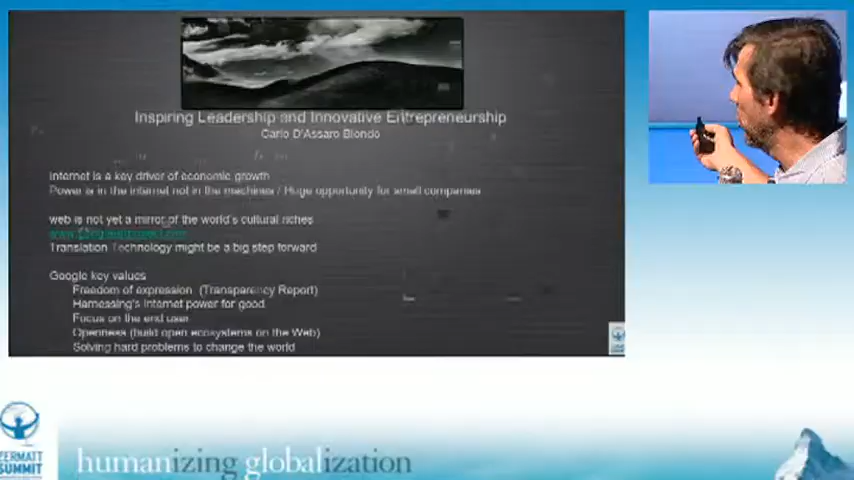 Inspiring Leadership and Innovative Entrepreneurship
Carlo D'Assaro Biondo
Internet is a key driver of economic growth
Power is in the internet not in the machines / Huge opportunity for small companies
web is not yet a mirror of the world's cultural riches
Translation Technology might be a big step forward
Google key values
Freedom of expression (Transparency Report)
Harnessing's Internet power for good
Focus on the end user
Openness (build open ecosystems on the Web)
Solving hard problems to change the world
ZERMATT
SUMMIT
humanizing globalization